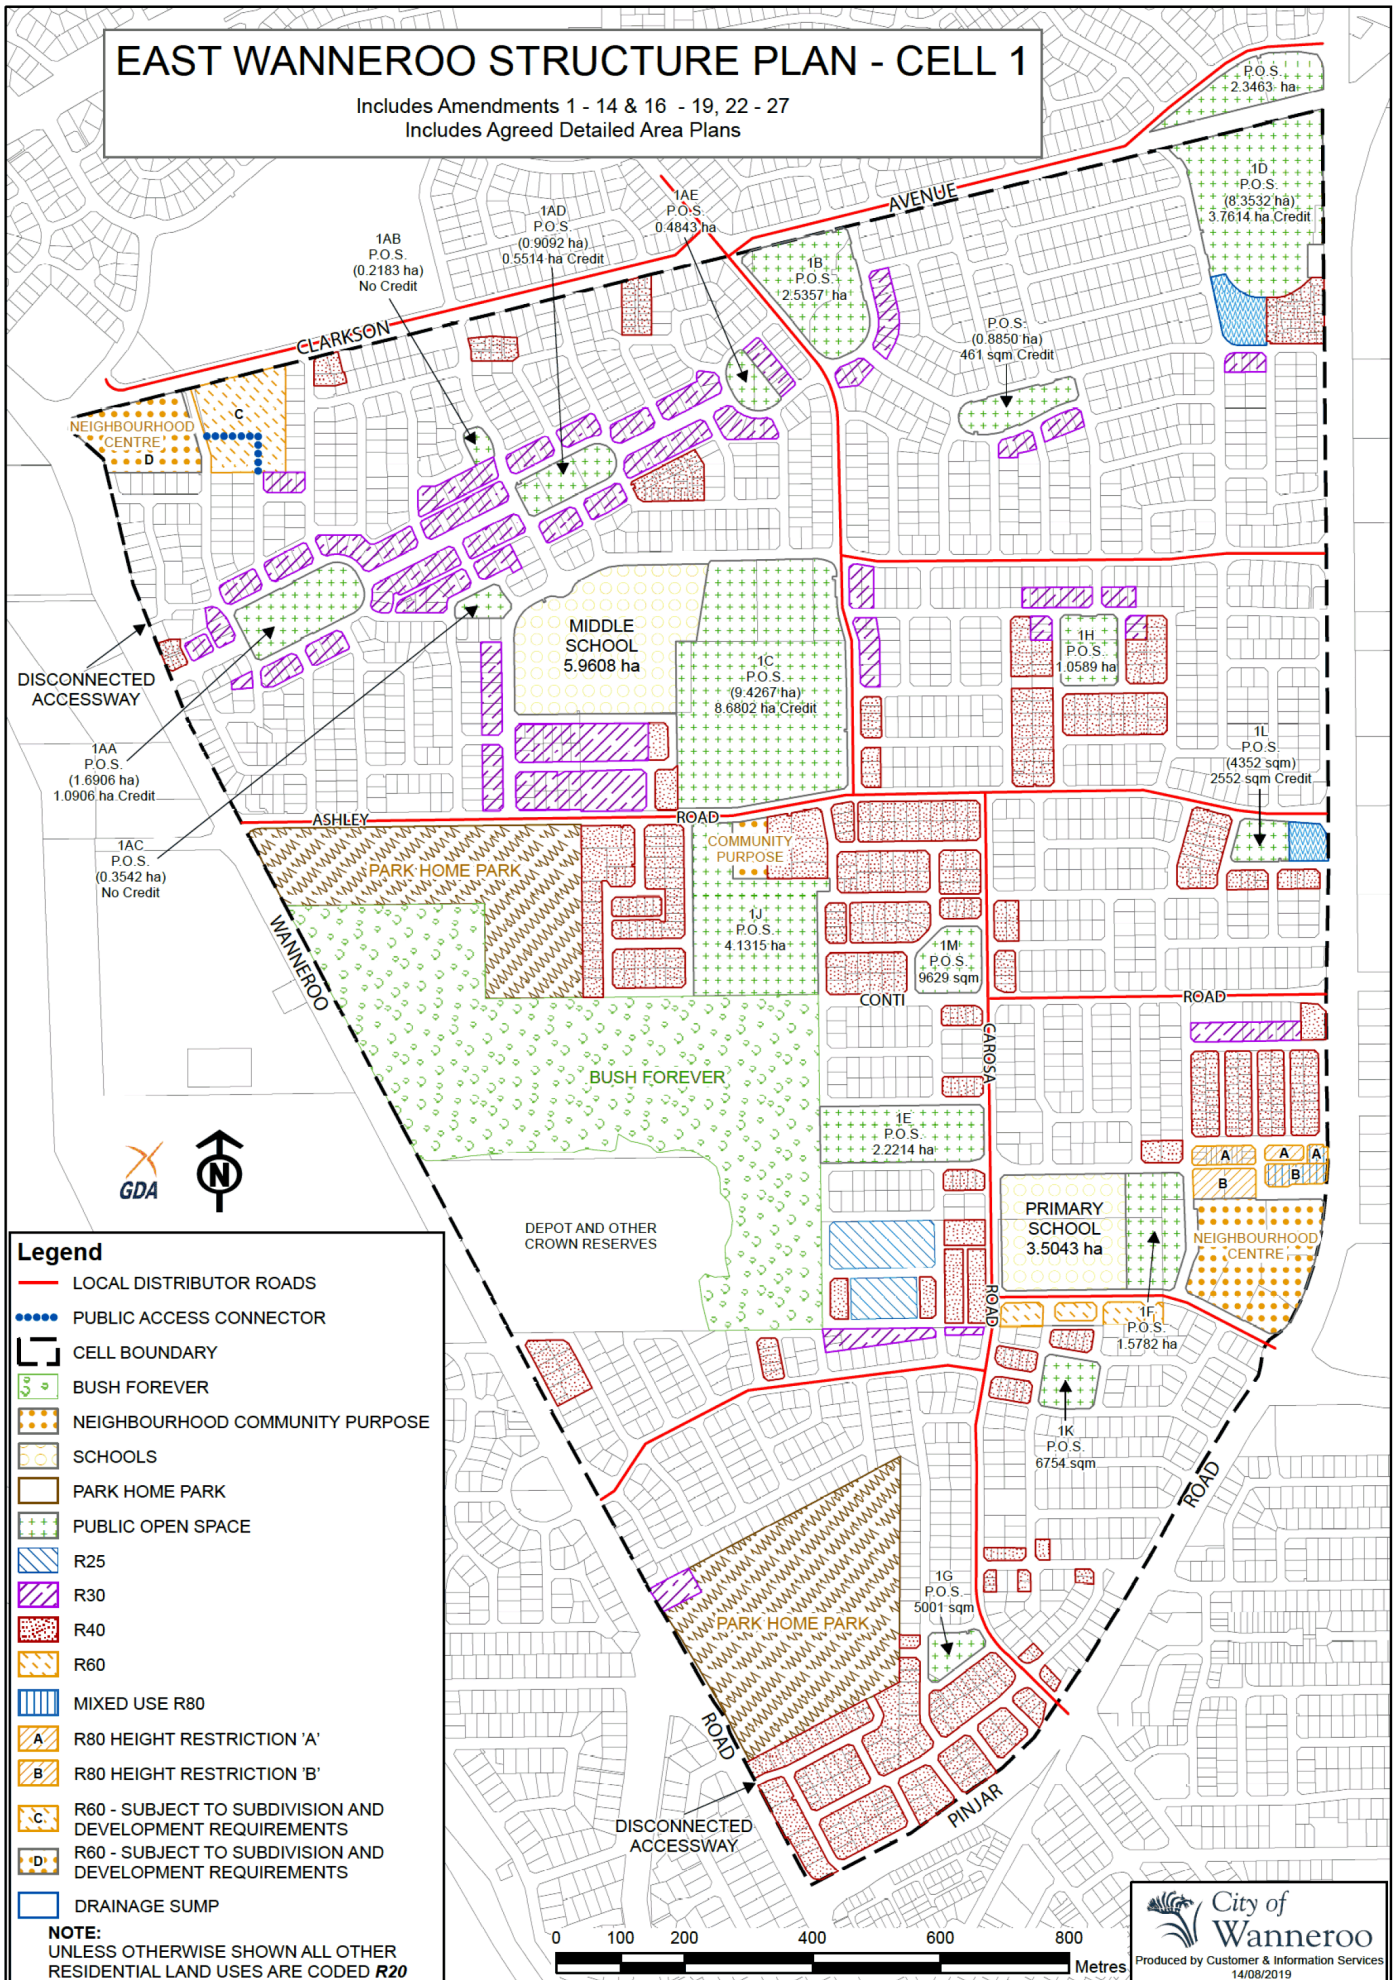 EAST WANNEROO STRUCTURE PLAN - CELL 1
Includes Amendments 1 - 14 & 16 - 19, 22 - 27
Includes Agreed Detailed Area Plans
P.O.S.
2.3463 ha
1D
P.O.S.
(8.3532 ha)
3.7614 ha Credit
1AE
P.O.S.
0.4843 ha
AVENUE
1AD
P.O.S.
(0.9092 ha)
0.5514 ha Credit
1AB
P.O.S.
(0.2183 ha)
No Credit
1B
P.O.S.
2.5357 ha
P.O.S.
(0.8850 ha)
461 sqm Credit
CLARKSON
C
NEIGHBOURHOOD
CENTRE
D
MIDDLE
SCHOOL
5.9608 ha
1H
P.O.S.
1.0589 ha
1C
P.O.S.
(9.4267 ha)
8.6802 ha Credit
DISCONNECTED
ACCESSWAY
1L
P.O.S.
(4352 sqm)
2552 sqm Credit
1AA
P.O.S.
(1.6906 ha)
1.0906 ha Credit
ASHLEY
ROAD
1AC
P.O.S.
(0.3542 ha)
No Credit
COMMUNITY
PURPOSE
PARK HOME PARK
1J
P.O.S.
4.1315 ha
1M
P.O.S.
9629 sqm
WANNEROO
CONTI
ROAD
CAROSA
BUSH FOREVER
1E
P.O.S.
2.2214 ha
A
A
A
B
B
GDA
N
DEPOT AND OTHER
CROWN RESERVES
PRIMARY
SCHOOL
3.5043 ha
NEIGHBOURHOOD
CENTRE
ROAD
1F
P.O.S.
1.5782 ha
1K
P.O.S.
6754 sqm
ROAD
1G
P.O.S.
5001 sqm
PARK HOME PARK
ROAD
PINJAR
DISCONNECTED
ACCESSWAY
Legend
LOCAL DISTRIBUTOR ROADS
PUBLIC ACCESS CONNECTOR
CELL BOUNDARY
BUSH FOREVER
NEIGHBOURHOOD COMMUNITY PURPOSE
SCHOOLS
PARK HOME PARK
PUBLIC OPEN SPACE
R25
R30
R40
R60
MIXED USE R80
A R80 HEIGHT RESTRICTION 'A'
B R80 HEIGHT RESTRICTION 'B'
C R60 - SUBJECT TO SUBDIVISION AND
DEVELOPMENT REQUIREMENTS
D R60 - SUBJECT TO SUBDIVISION AND
DEVELOPMENT REQUIREMENTS
DRAINAGE SUMP
NOTE:
UNLESS OTHERWISE SHOWN ALL OTHER
RESIDENTIAL LAND USES ARE CODED R20
0 100 200 400 600 800
Metres
City of
Wanneroo
Produced by Customer & Information Services
14/08/2019